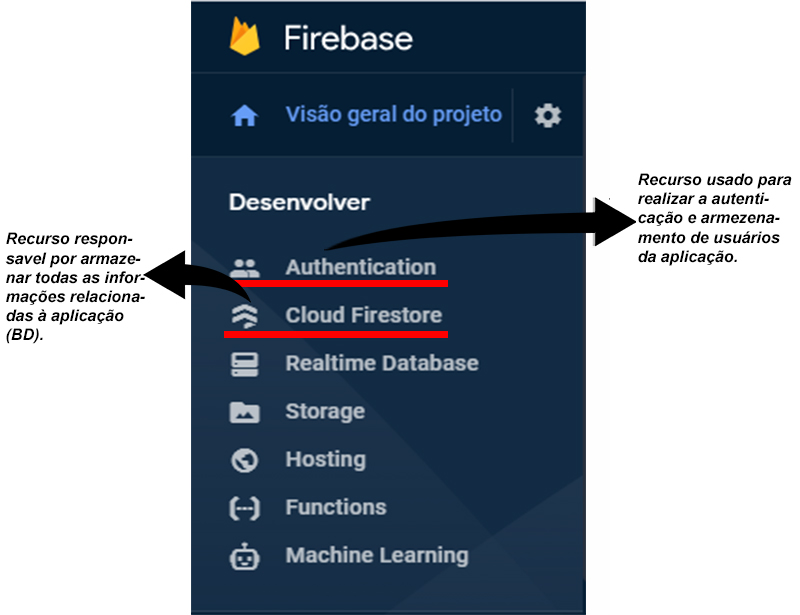 Firebase
Visão geral do projeto
Desenvolver
Authentication
Cloud Firestore
Realtime Database
Storage
Hosting
Functions
Machine Learning
Recurso respon-
savel por armaze-
nar todas as infor-
mações relaciona-
das à aplicação
(BD).
Recurso usado para
realizar a autenti-
cação e armezena-
mento de usuários
da aplicação.